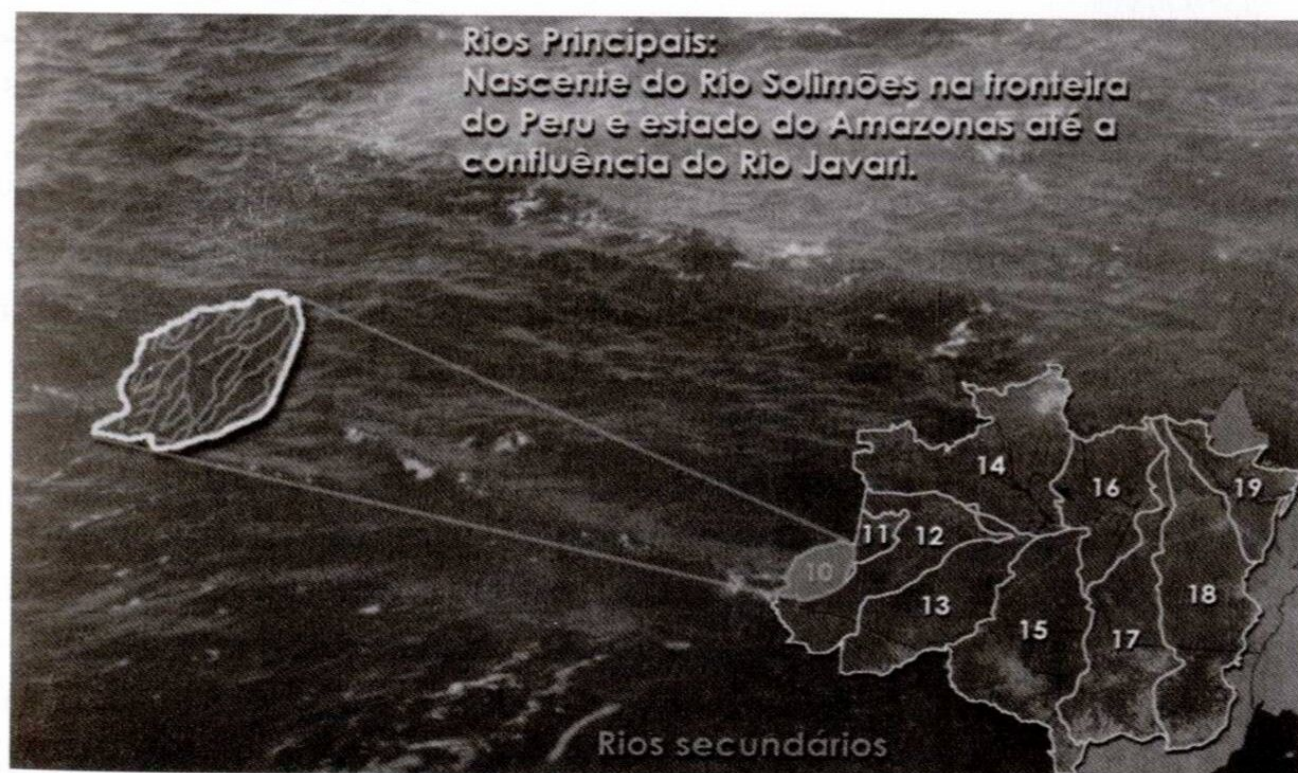 Rios Principais:
Nascente do Rio Solimões na fronteira
do Peru e estado do Amazonas até a
confluência do Rio Javari.
14
16
19
11
12
10
18
13
15
17
Rios secundários